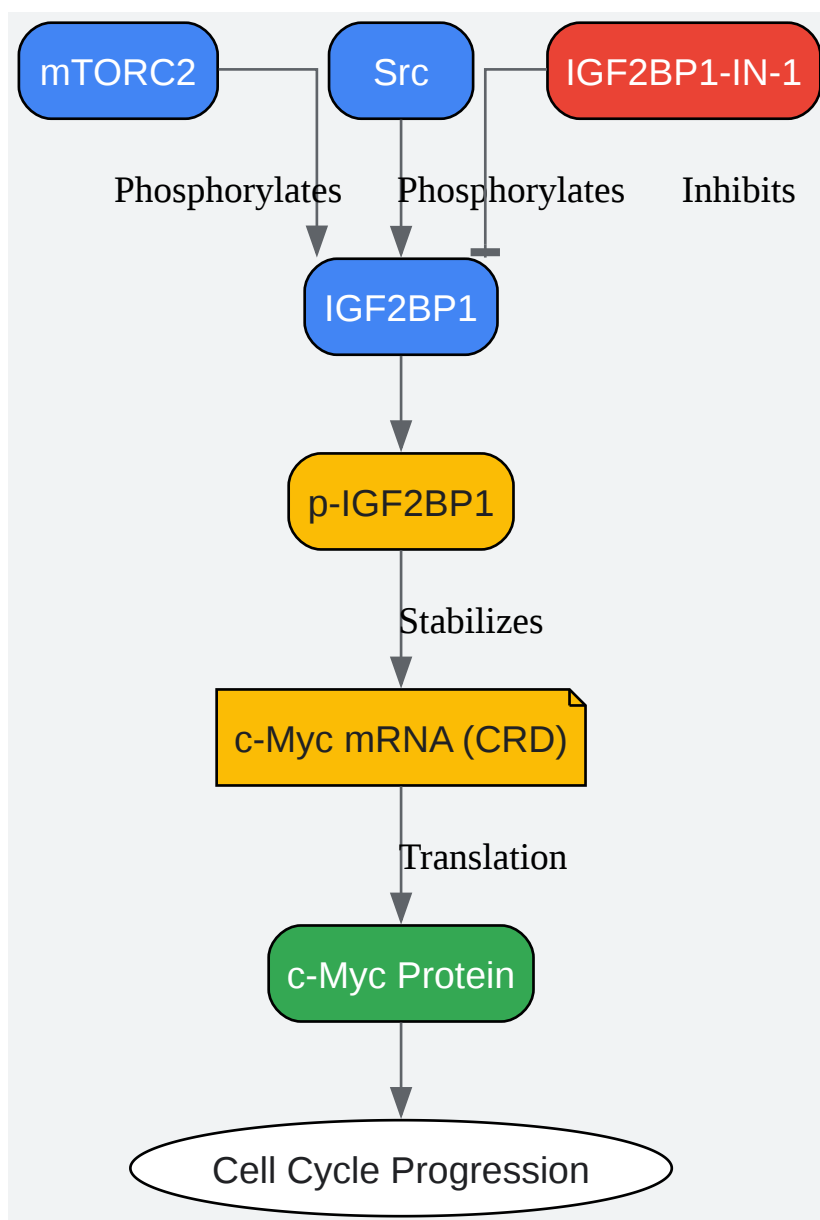 mTORC2
Src
IGF2BP1-IN-1
Phosphorylates
Phosphorylates
Inhibits
IGF2BP1
p-IGF2BP1
Stabilizes
c-Myc mRNA (CRD)
Translation
c-Myc Protein
Cell Cycle Progression